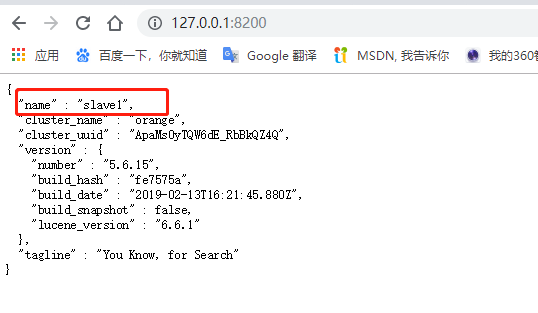 127.0.0.1:8200
应用 百度一下，你就知道 Google 翻译 MSDN, 我告诉你 我的360智
{
"name" : "slave1",
"cluster_name" : "orange",
"cluster_uuid" : "ApaMsOyTQW6dE_RbBkQZ4Q",
"version" : {
"number" : "5.6.15",
"build_hash" : "fe7575a",
"build_date" : "2019-02-13T16:21:45.880Z",
"build_snapshot" : false,
"lucene_version" : "6.6.1"
},
"tagline" : "You Know, for Search"
}